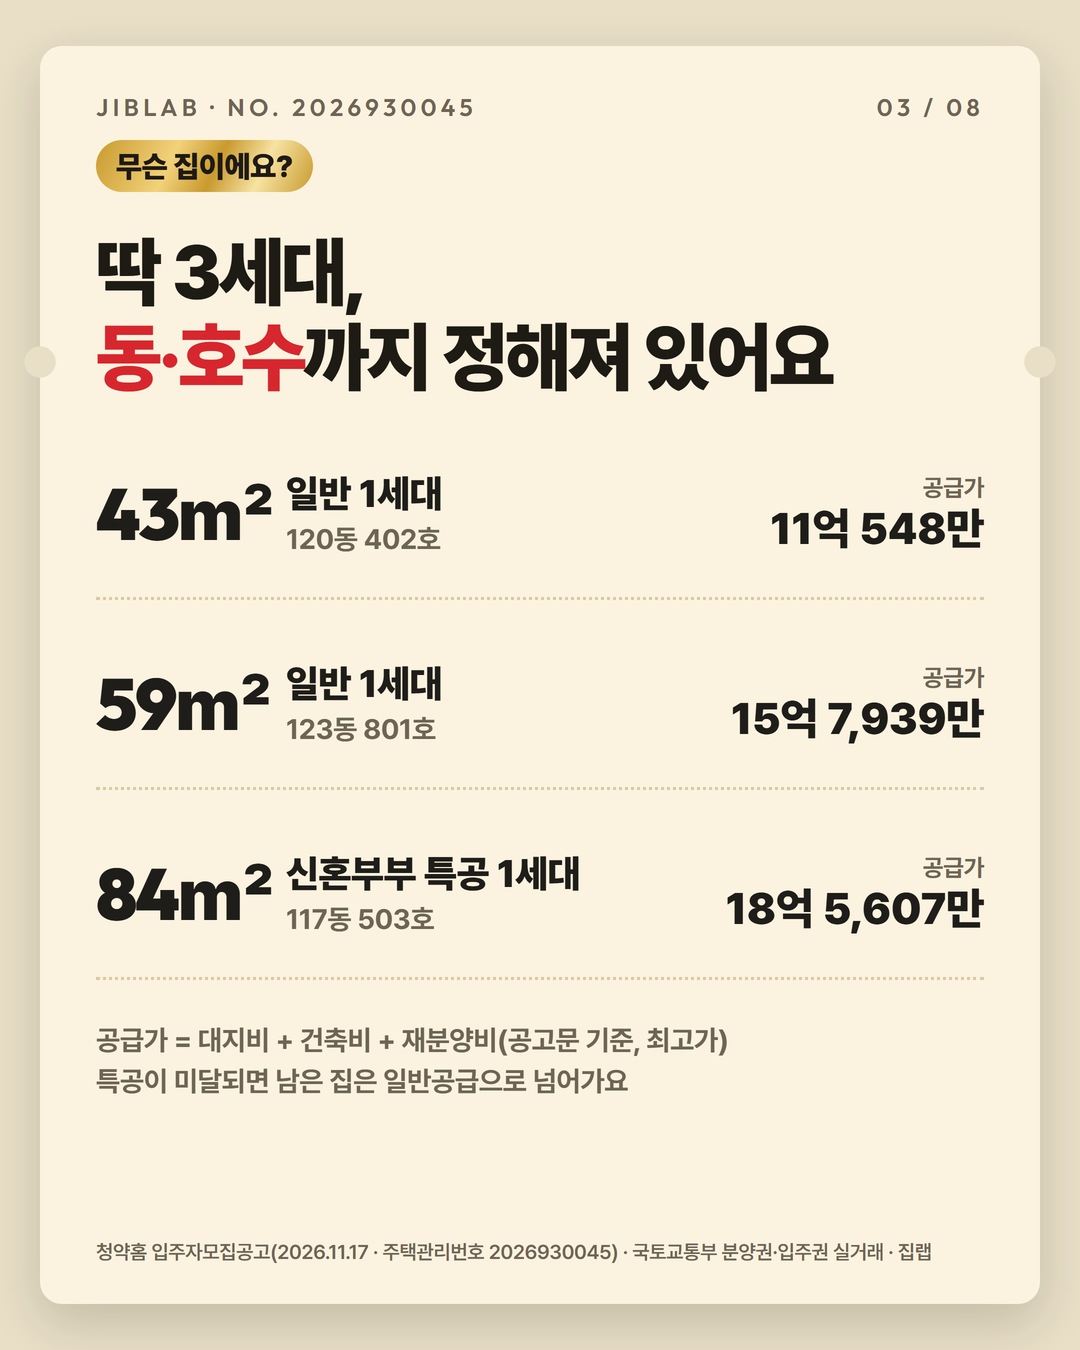 JIBLAB · NO. 2026930045
03 / 08
무슨 집이에요?
딱 3세대,
동·호수까지 정해져 있어요
43m² 일반 1세대
120동 402호
공급가
11억 548만
59m² 일반 1세대
123동 801호
공급가
15억 7,939만
84m² 신혼부부 특공 1세대
117동 503호
공급가
18억 5,607만
공급가 = 대지비 + 건축비 + 재분양비(공고문 기준, 최고가)
특공이 미달되면 남은 집은 일반공급으로 넘어가요
청약홈 입주자모집공고(2026.11.17 · 주택관리번호 2026930045) · 국토교통부 분양권·입주권 실거래 · 집랩